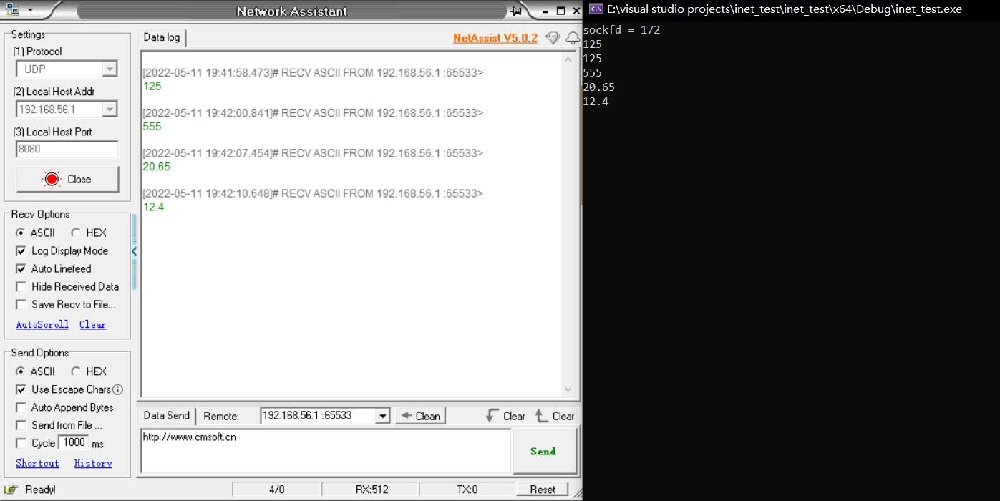 Network Assistant
Settings
(1) Protocol
UDP
(2) Local Host Addr
192.168.56.1
(3) Local Host Port
8080
Close
Recv Options
ASCII HEX
Log Display Mode
Auto Linefeed
Hide Received Data
Save Recv to File...
AutoScroll Clear
Send Options
ASCII HEX
Use Escape Chars
Auto Append Bytes
Send from File ...
Cycle 1000 ms
Shortcut History
Data log
NetAssist V5.0.2
[2022-05-11 19:41:58.473]# RECV ASCII FROM 192.168.56.1 :65533>
125
[2022-05-11 19:42:00.841]# RECV ASCII FROM 192.168.56.1 :65533>
555
[2022-05-11 19:42:07.454]# RECV ASCII FROM 192.168.56.1 :65533>
20.65
[2022-05-11 19:42:10.648]# RECV ASCII FROM 192.168.56.1 :65533>
12.4
Data Send Remote: 192.168.56.1 :65533 Clean Clear Clear
http://www.cmsoft.cn
Send
Ready! 4/0 RX:512 TX:0 Reset
C:\ E:\visual studio projects\inet_test\inet_test\x64\Debug\inet_test.exe
sockfd = 172
125
125
555
20.65
12.4